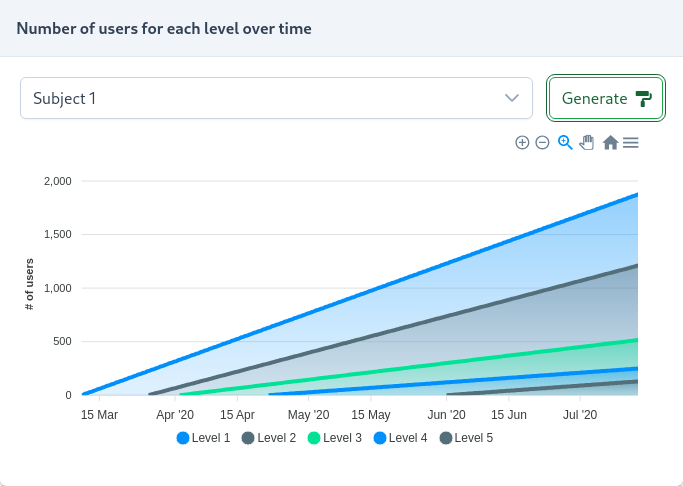 Number of users for each level over time
Subject 1
Generate
2,000
1,500
1,000
500
0
# of users
15 Mar Apr '20 15 Apr May '20 15 May Jun '20 15 Jun Jul '20
Level 1 Level 2 Level 3 Level 4 Level 5